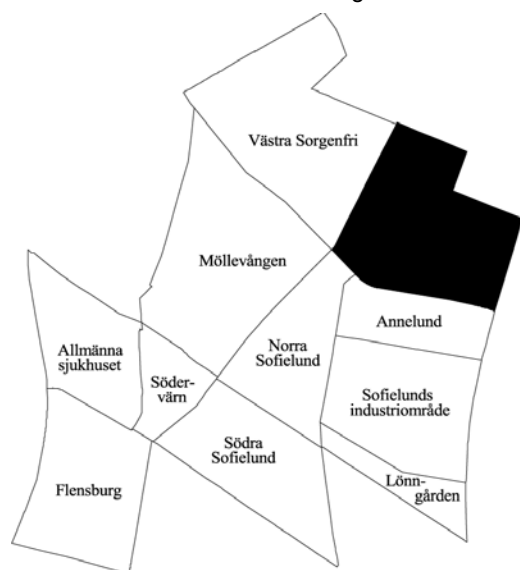 Västra Sorgenfri
Möllevången
Annelund
Allmänna
sjukhuset
Söder-
värn
Norra
Sofielund
Sofielunds
industriområde
Södra
Sofielund
Lönn-
gården
Flensburg